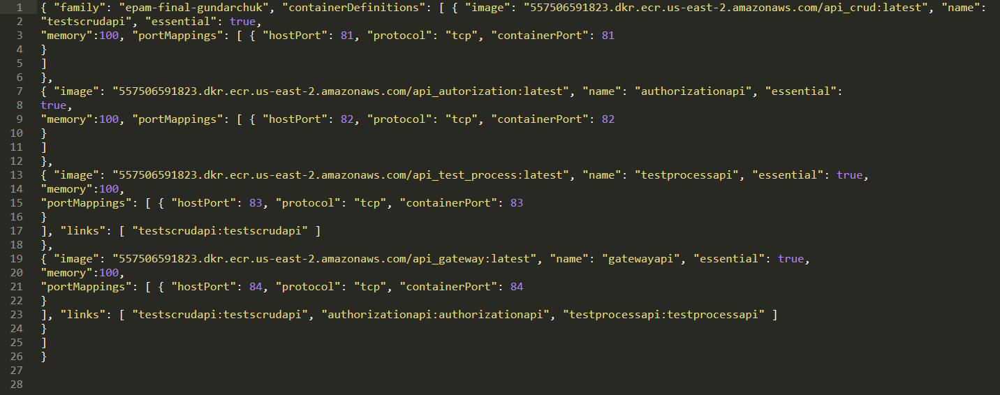 1 { "family": "epam-final-gundarchuk", "containerDefinitions": [ { "image": "557506591823.dkr.ecr.us-east-2.amazonaws.com/api_crud:latest", "name":
2 "testscrudapi", "essential": true,
3 "memory":100, "portMappings": [ { "hostPort": 81, "protocol": "tcp", "containerPort": 81
4 }
5 ]
6 },
7 { "image": "557506591823.dkr.ecr.us-east-2.amazonaws.com/api_autorization:latest", "name": "authorizationapi", "essential":
8 true,
9 "memory":100, "portMappings": [ { "hostPort": 82, "protocol": "tcp", "containerPort": 82
10 }
11 ]
12 },
13 { "image": "557506591823.dkr.ecr.us-east-2.amazonaws.com/api_test_process:latest", "name": "testprocessapi", "essential": true,
14 "memory":100,
15 "portMappings": [ { "hostPort": 83, "protocol": "tcp", "containerPort": 83
16 }
17 ], "links": [ "testscrudapi:testscrudapi" ]
18 },
19 { "image": "557506591823.dkr.ecr.us-east-2.amazonaws.com/api_gateway:latest", "name": "gatewayapi", "essential": true,
20 "memory":100,
21 "portMappings": [ { "hostPort": 84, "protocol": "tcp", "containerPort": 84
22 }
23 ], "links": [ "testscrudapi:testscrudapi", "authorizationapi:authorizationapi", "testprocessapi:testprocessapi" ]
24 }
25 ]
26 }
27
28